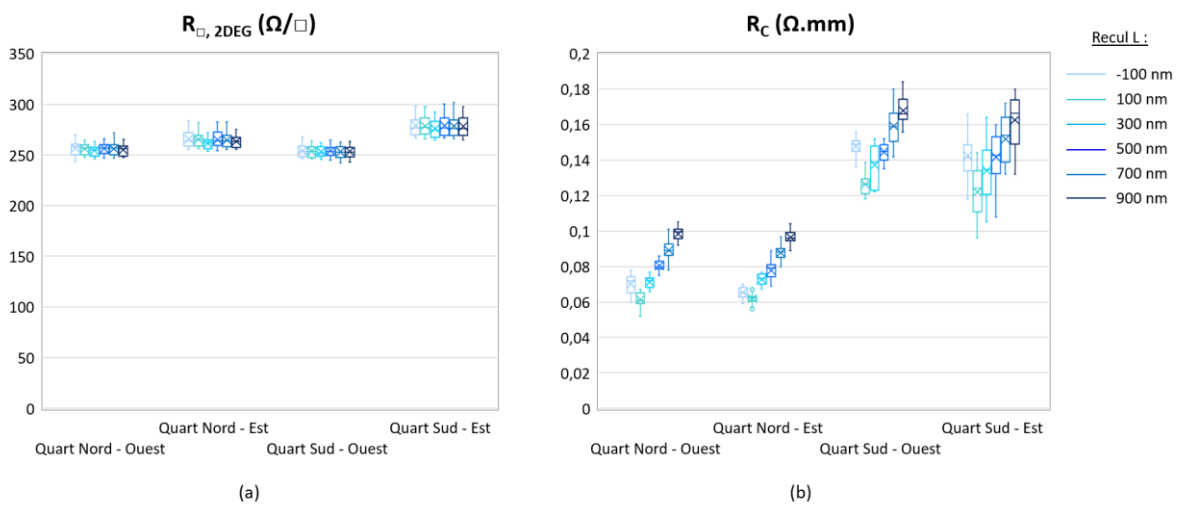 R□, 2DEG (Ω/□)
350
300
250
200
150
100
50
0
Quart Nord - Est
Quart Sud - Est
Quart Nord - Ouest
Quart Sud - Ouest
(a)
RC (Ω.mm)
0,2
0,18
0,16
0,14
0,12
0,1
0,08
0,06
0,04
0,02
0
Quart Nord - Est
Quart Sud - Est
Quart Nord - Ouest
Quart Sud - Ouest
(b)
Recul L :
-100 nm
100 nm
300 nm
500 nm
700 nm
900 nm